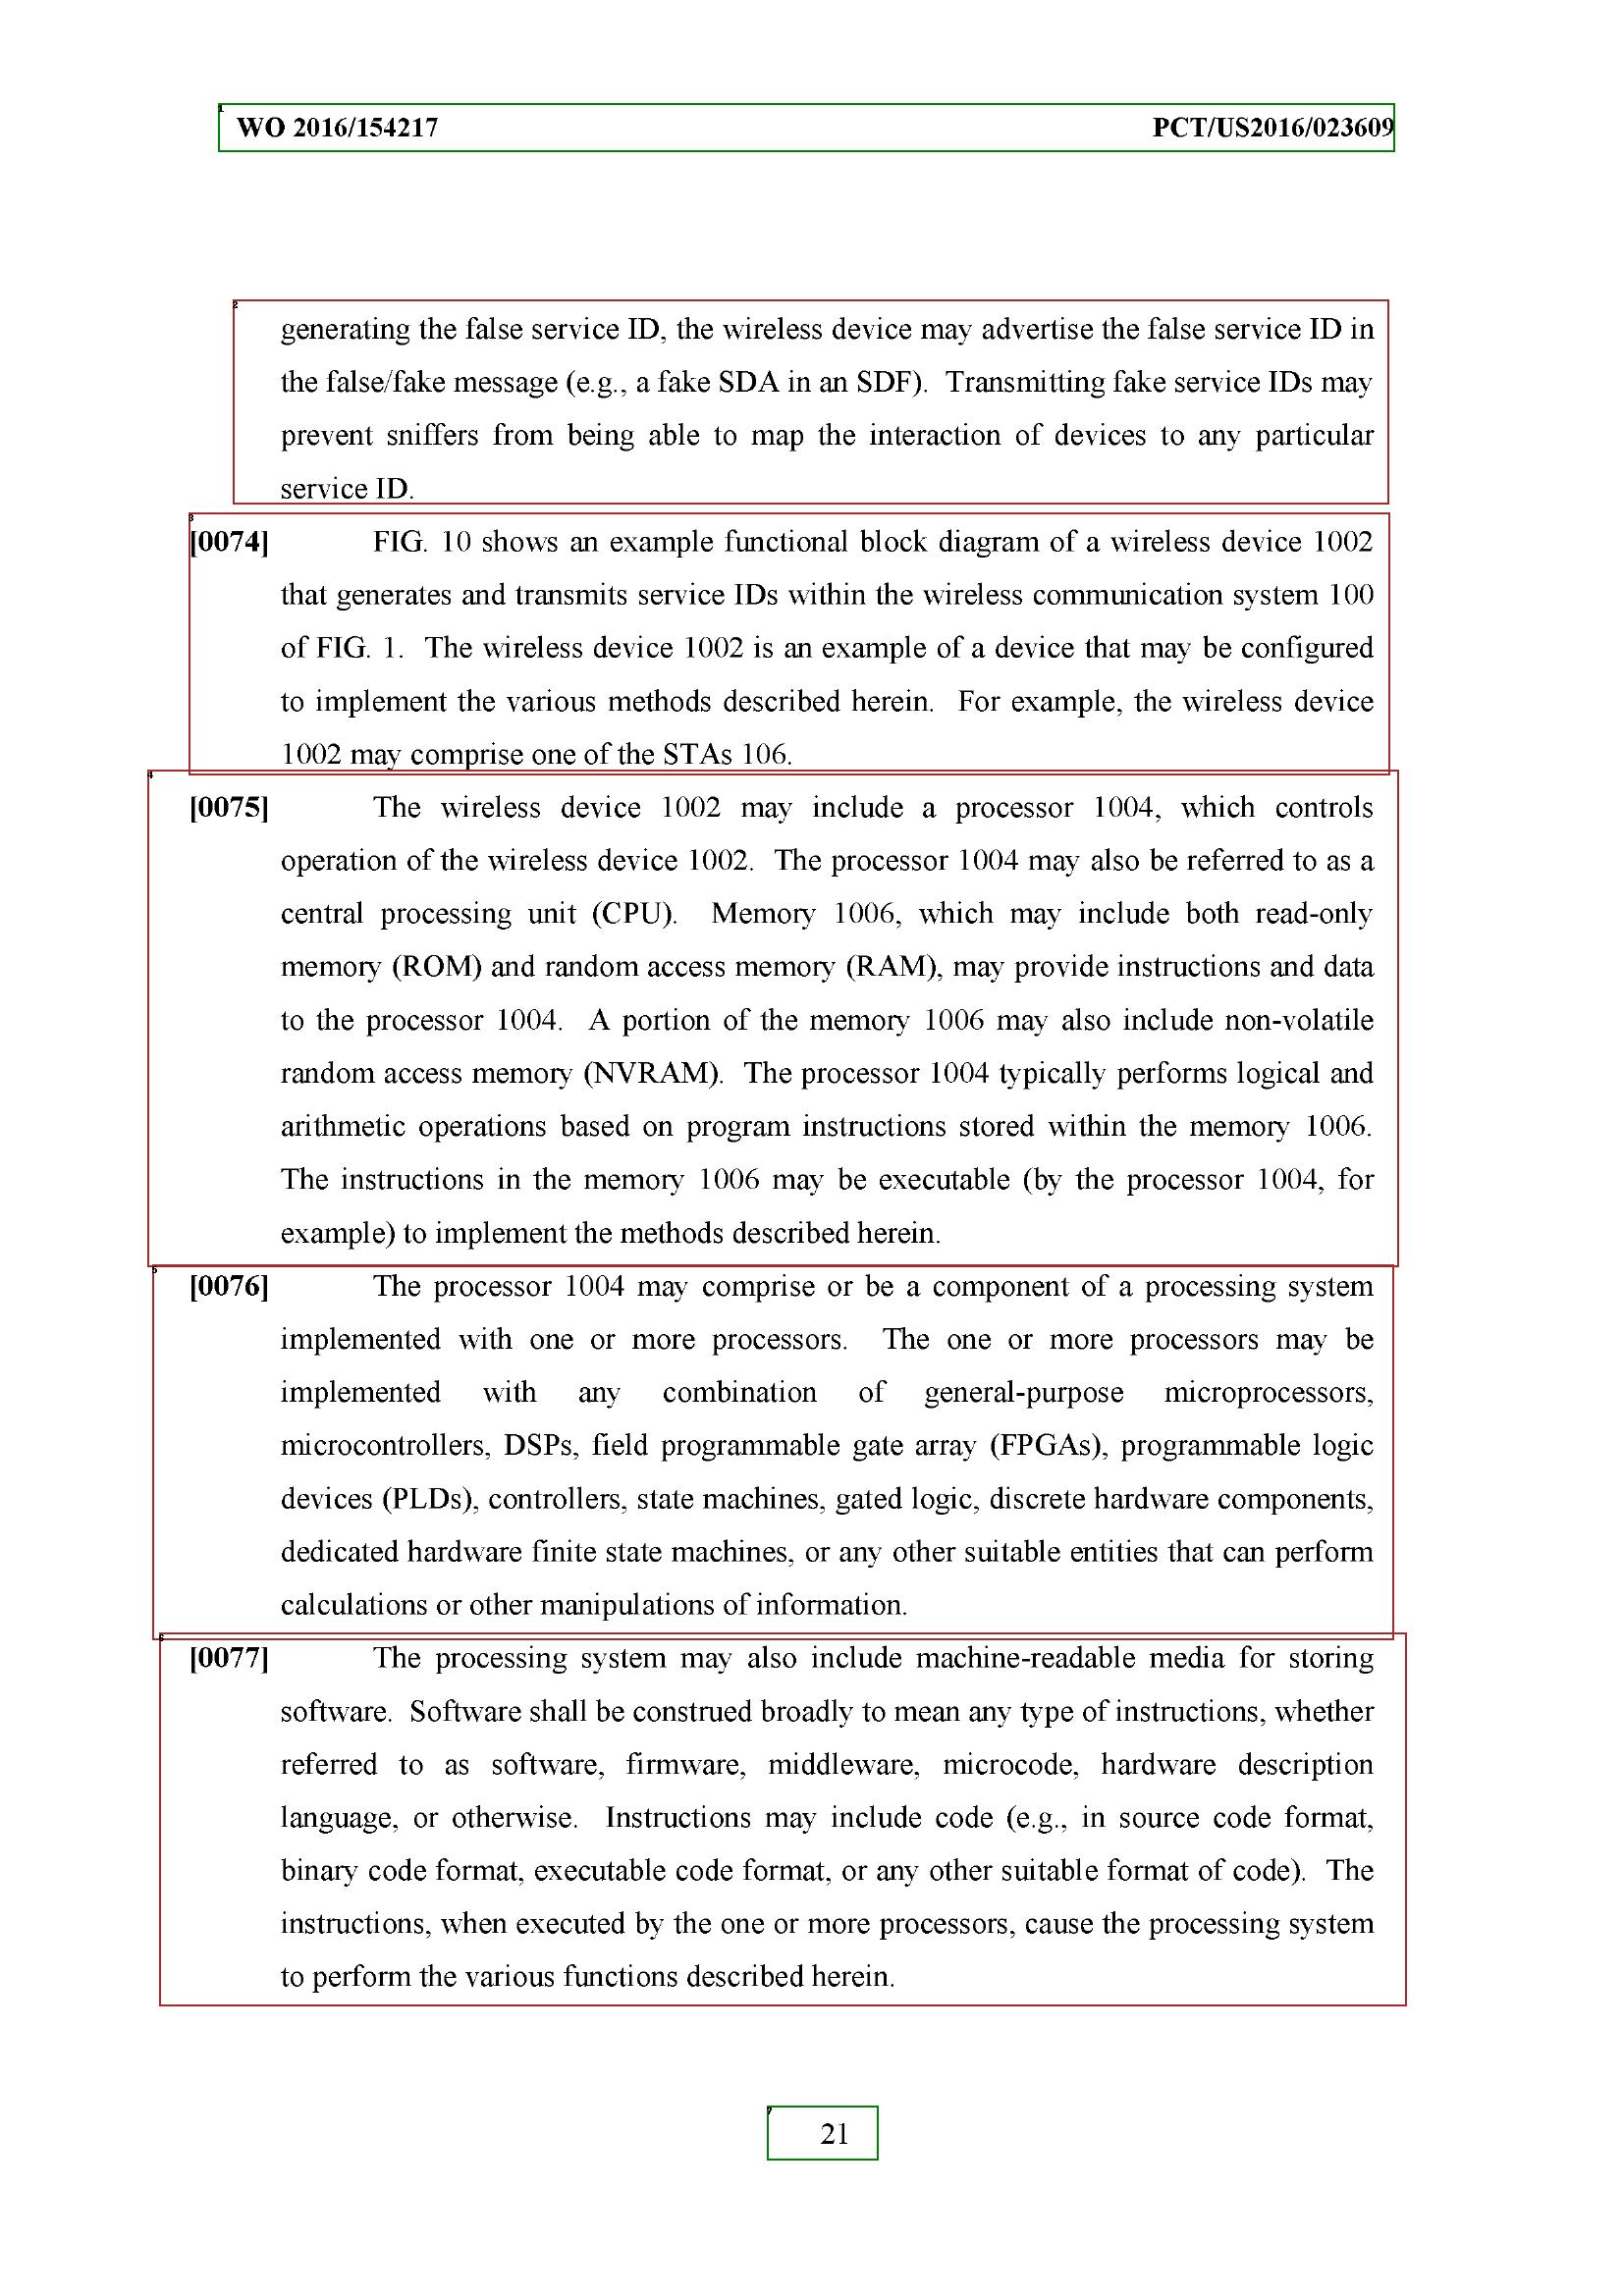 1
WO 2016/154217 PCT/US2016/023609
2
generating the false service ID, the wireless device may advertise the false service ID in
the false/fake message (e.g., a fake SDA in an SDF).  Transmitting fake service IDs may
prevent sniffers from being able to map the interaction of devices to any particular
service ID.
3
[0074] FIG. 10 shows an example functional block diagram of a wireless device 1002
that generates and transmits service IDs within the wireless communication system 100
of FIG. 1.  The wireless device 1002 is an example of a device that may be configured
to implement the various methods described herein.  For example, the wireless device
1002 may comprise one of the STAs 106.
4
[0075] The wireless device 1002 may include a processor 1004, which controls
operation of the wireless device 1002.  The processor 1004 may also be referred to as a
central processing unit (CPU).  Memory 1006, which may include both read-only
memory (ROM) and random access memory (RAM), may provide instructions and data
to the processor 1004.  A portion of the memory 1006 may also include non-volatile
random access memory (NVRAM).  The processor 1004 typically performs logical and
arithmetic operations based on program instructions stored within the memory 1006.
The instructions in the memory 1006 may be executable (by the processor 1004, for
example) to implement the methods described herein.
5
[0076] The processor 1004 may comprise or be a component of a processing system
implemented with one or more processors.  The one or more processors may be
implemented with any combination of general-purpose microprocessors,
microcontrollers, DSPs, field programmable gate array (FPGAs), programmable logic
devices (PLDs), controllers, state machines, gated logic, discrete hardware components,
dedicated hardware finite state machines, or any other suitable entities that can perform
calculations or other manipulations of information.
6
[0077] The processing system may also include machine-readable media for storing
software.  Software shall be construed broadly to mean any type of instructions, whether
referred to as software, firmware, middleware, microcode, hardware description
language, or otherwise.  Instructions may include code (e.g., in source code format,
binary code format, executable code format, or any other suitable format of code).  The
instructions, when executed by the one or more processors, cause the processing system
to perform the various functions described herein.
7
21